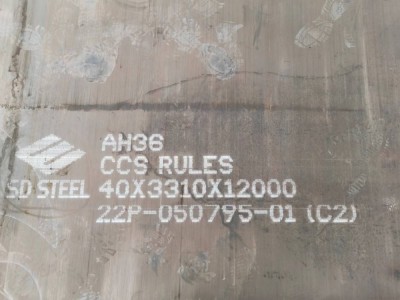 AH36
CCS RULES
SD STEEL 40X3310X12000
22P-050795-01 (C2)